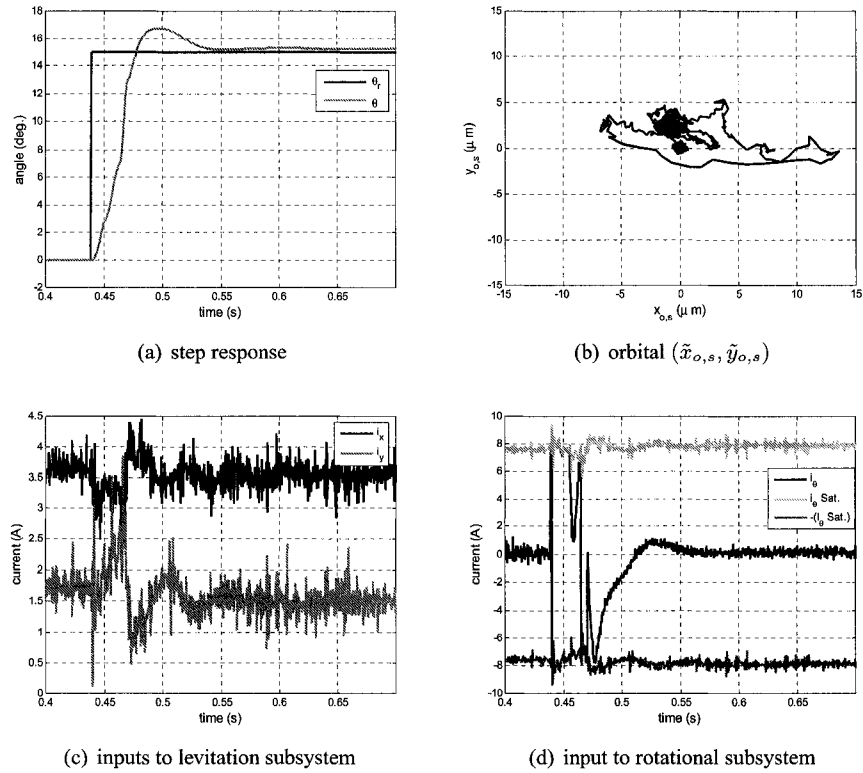 18
16
14
12
10
8
6
4
2
0
-2
0.4 0.45 0.5 0.55 0.6 0.65
angle (deg.)
time (s)
θr
θ
(a) step response
15
10
5
0
-5
-10
-15
-15 -10 -5 0 5 10 15
y o,s (μ m)
x o,s (μ m)
(b) orbital (x̃o,s, ỹo,s)
4.5
4
3.5
3
2.5
2
1.5
1
0.5
0
0.4 0.45 0.5 0.55 0.6 0.65
current (A)
time (s)
ix
iy
(c) inputs to levitation subsystem
10
8
6
4
2
0
-2
-4
-6
-8
-10
0.4 0.45 0.5 0.55 0.6 0.65
current (A)
time (s)
iθ
iθ Sat.
-(iθ Sat.)
(d) input to rotational subsystem